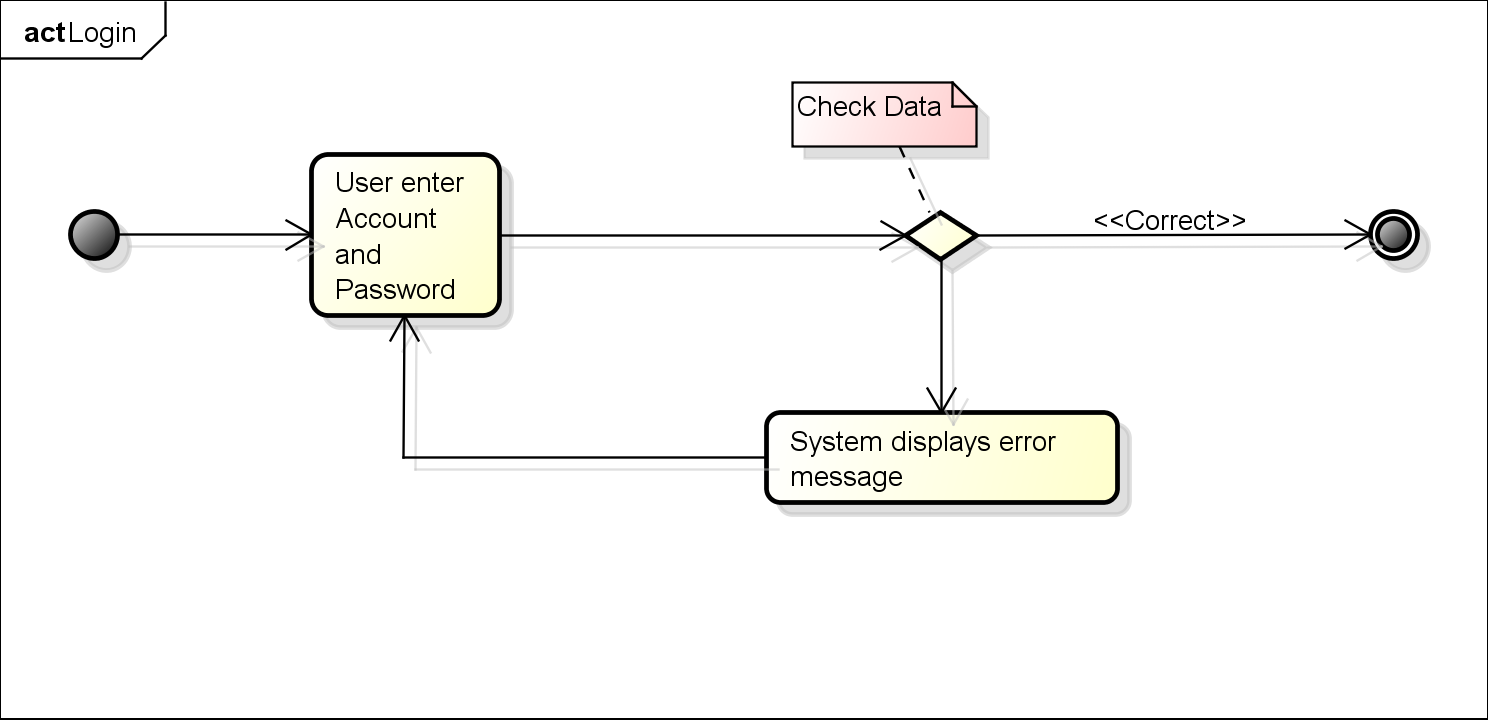 actLogin
Check Data
User enter
Account
and
Password
<<Correct>>
System displays error
message